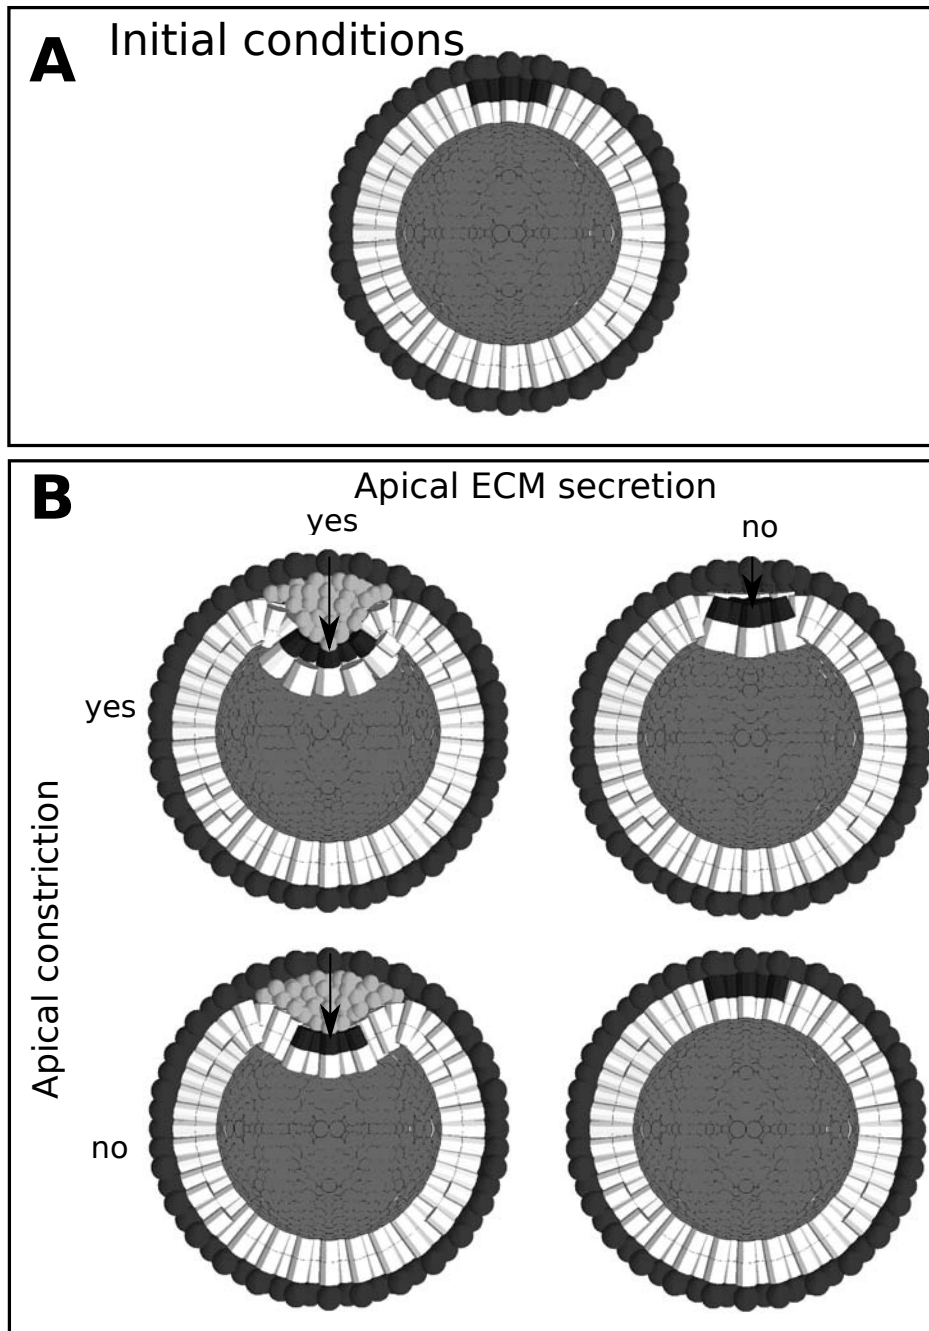 A Initial conditions
B Apical ECM secretion
yes no
yes
Apical constriction
no